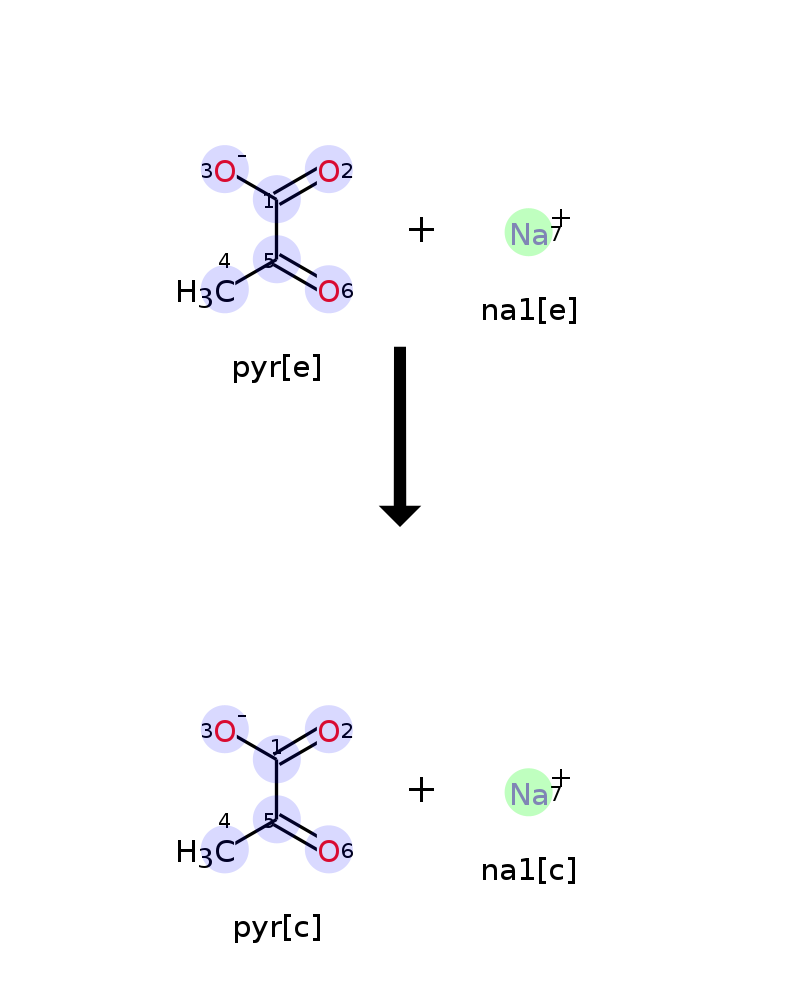 3O⁻ O2
1
+ Na⁺7
4 5
H₃C O6
na1[e]
pyr[e]
3O⁻ O2
1
+ Na⁺7
4 5
H₃C O6
na1[c]
pyr[c]